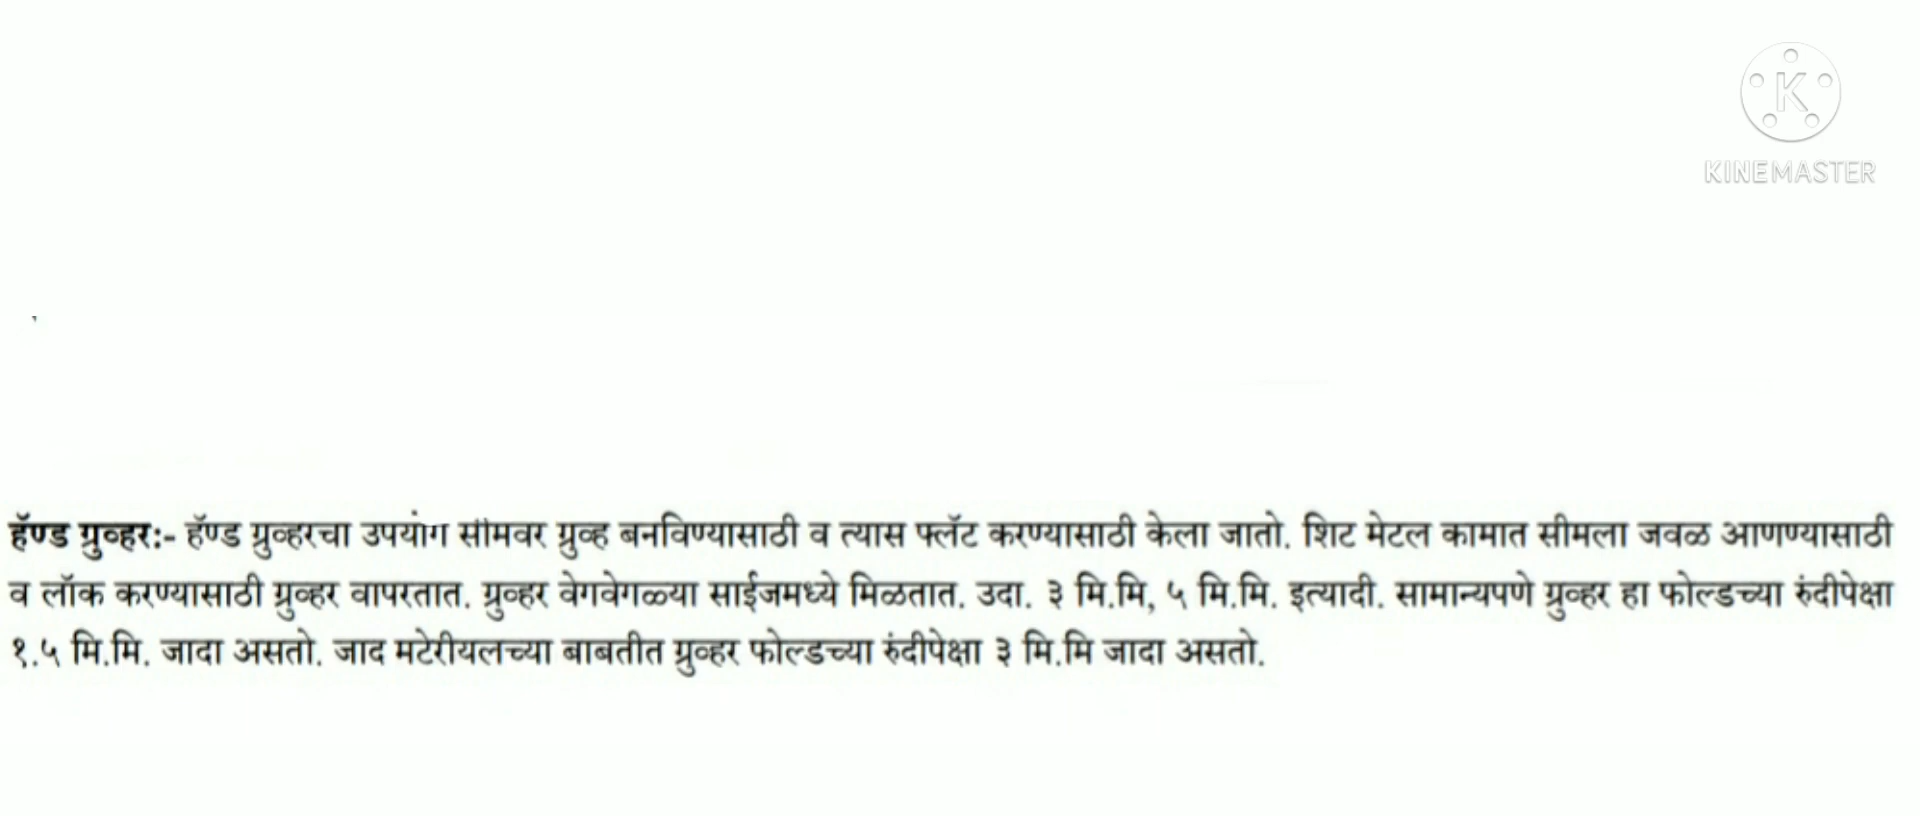 KINEMASTER
हॅण्ड ग्रुव्हर:- हॅण्ड ग्रुव्हरचा उपयोग सीमवर ग्रुव्ह बनविण्यासाठी व त्यास फ्लॅट करण्यासाठी केला जातो. शिट मेटल कामात सीमला जवळ आणण्यासाठी
व लॉक करण्यासाठी ग्रुव्हर वापरतात. ग्रुव्हर वेगवेगळ्या साईजमध्ये मिळतात. उदा. ३ मि.मि, ५ मि.मि. इत्यादी. सामान्यपणे ग्रुव्हर हा फोल्डच्या रुंदीपेक्षा
१.५ मि.मि. जादा असतो. जाद मटेरीयलच्या बाबतीत ग्रुव्हर फोल्डच्या रुंदीपेक्षा ३ मि.मि जादा असतो.